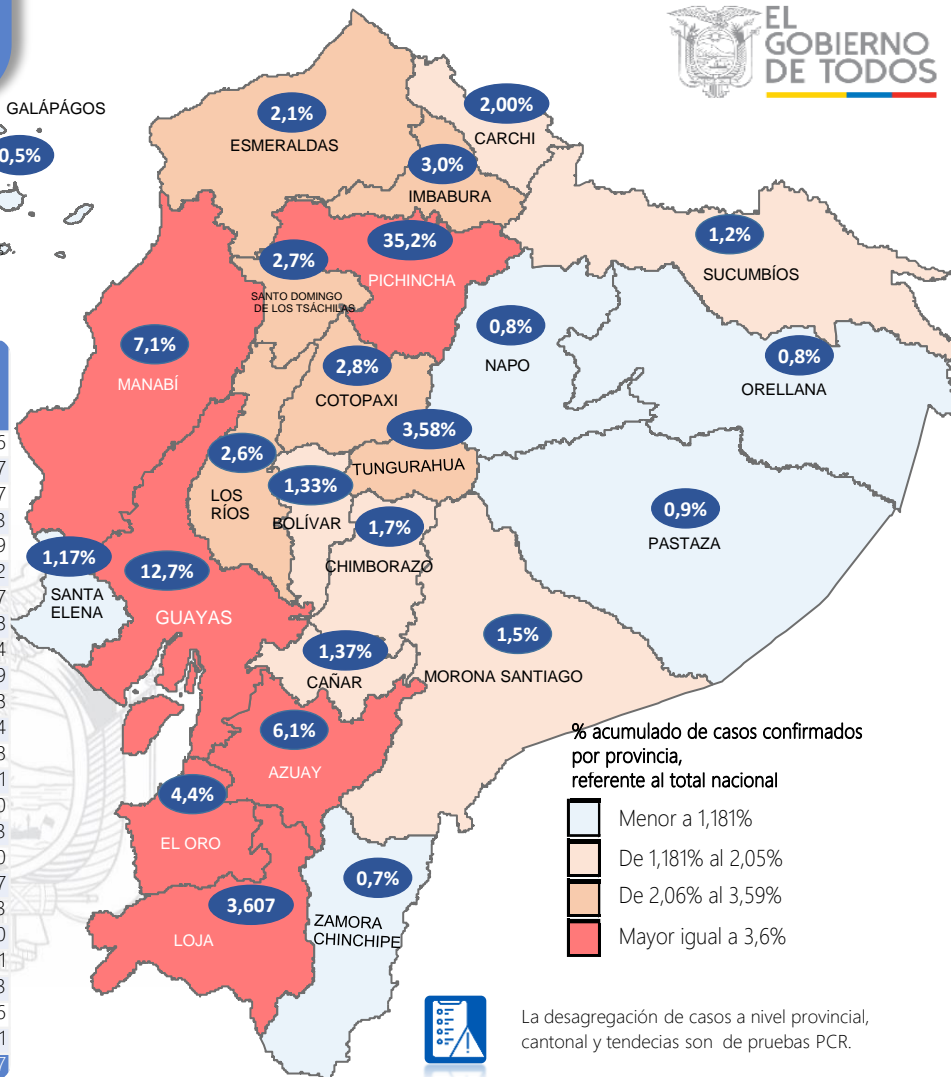 EL
GOBIERNO
DE TODOS
GALÁPÁGOS
0,5%
2,1%
ESMERALDAS
2,00%
CARCHI
3,0%
IMBABURA
1,2%
SUCUMBÍOS
35,2%
PICHINCHA
2,7%
SANTO DOMINGO
DE LOS TSÁCHILAS
0,8%
NAPO
0,8%
ORELLANA
7,1%
MANABÍ
2,8%
COTOPAXI
3,58%
TUNGURAHUA
2,6%
LOS
RÍOS
1,33%
BOLÍVAR
1,7%
CHIMBORAZO
0,9%
PASTAZA
1,17%
SANTA
ELENA
12,7%
GUAYAS
1,37%
CAÑAR
1,5%
MORONA SANTIAGO
6,1%
AZUAY
4,4%
EL ORO
3,607
LOJA
0,7%
ZAMORA
CHINCHIPE
% acumulado de casos confirmados
por provincia,
referente al total nacional
Menor a 1,181%
De 1,181% al 2,05%
De 2,06% al 3,59%
Mayor igual a 3,6%
La desagregación de casos a nivel provincial,
cantonal y tendecias son de pruebas PCR.